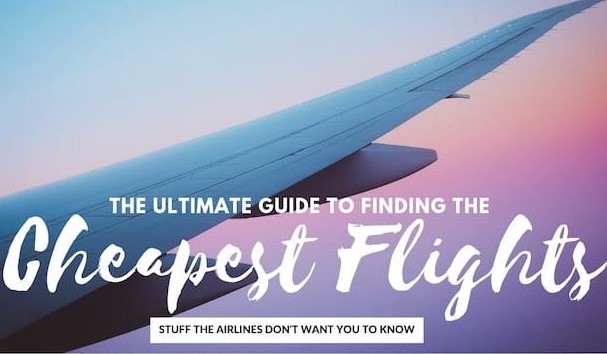 THE ULTIMATE GUIDE TO FINDING THE
Cheapest Flights
STUFF THE AIRLINES DON'T WANT YOU TO KNOW